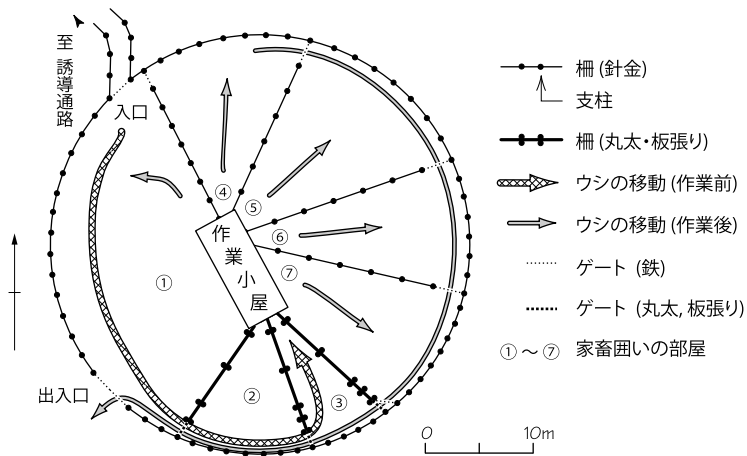 至誘導通路
入口
④
⑤
⑥
⑦
作業小屋
①
②
③
出入口
0 10m
柵 (針金)
支柱
柵 (丸太・板張り)
ウシの移動 (作業前)
ウシの移動 (作業後)
ゲート (鉄)
ゲート (丸太, 板張り)
①〜⑦ 家畜囲いの部屋